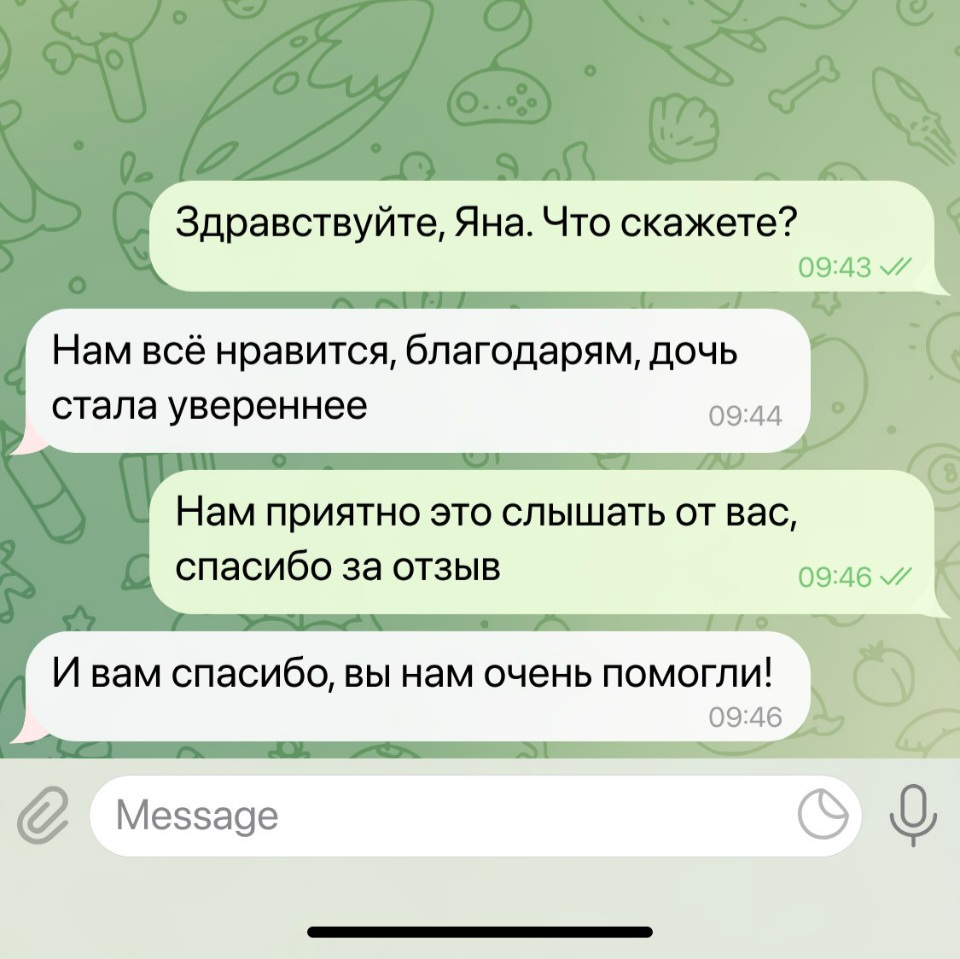 Здравствуйте, Яна. Что скажете?
09:43
Нам всё нравится, благодарям, дочь
стала увереннее
09:44
Нам приятно это слышать от вас,
спасибо за отзыв
09:46
И вам спасибо, вы нам очень помогли!
09:46
Message